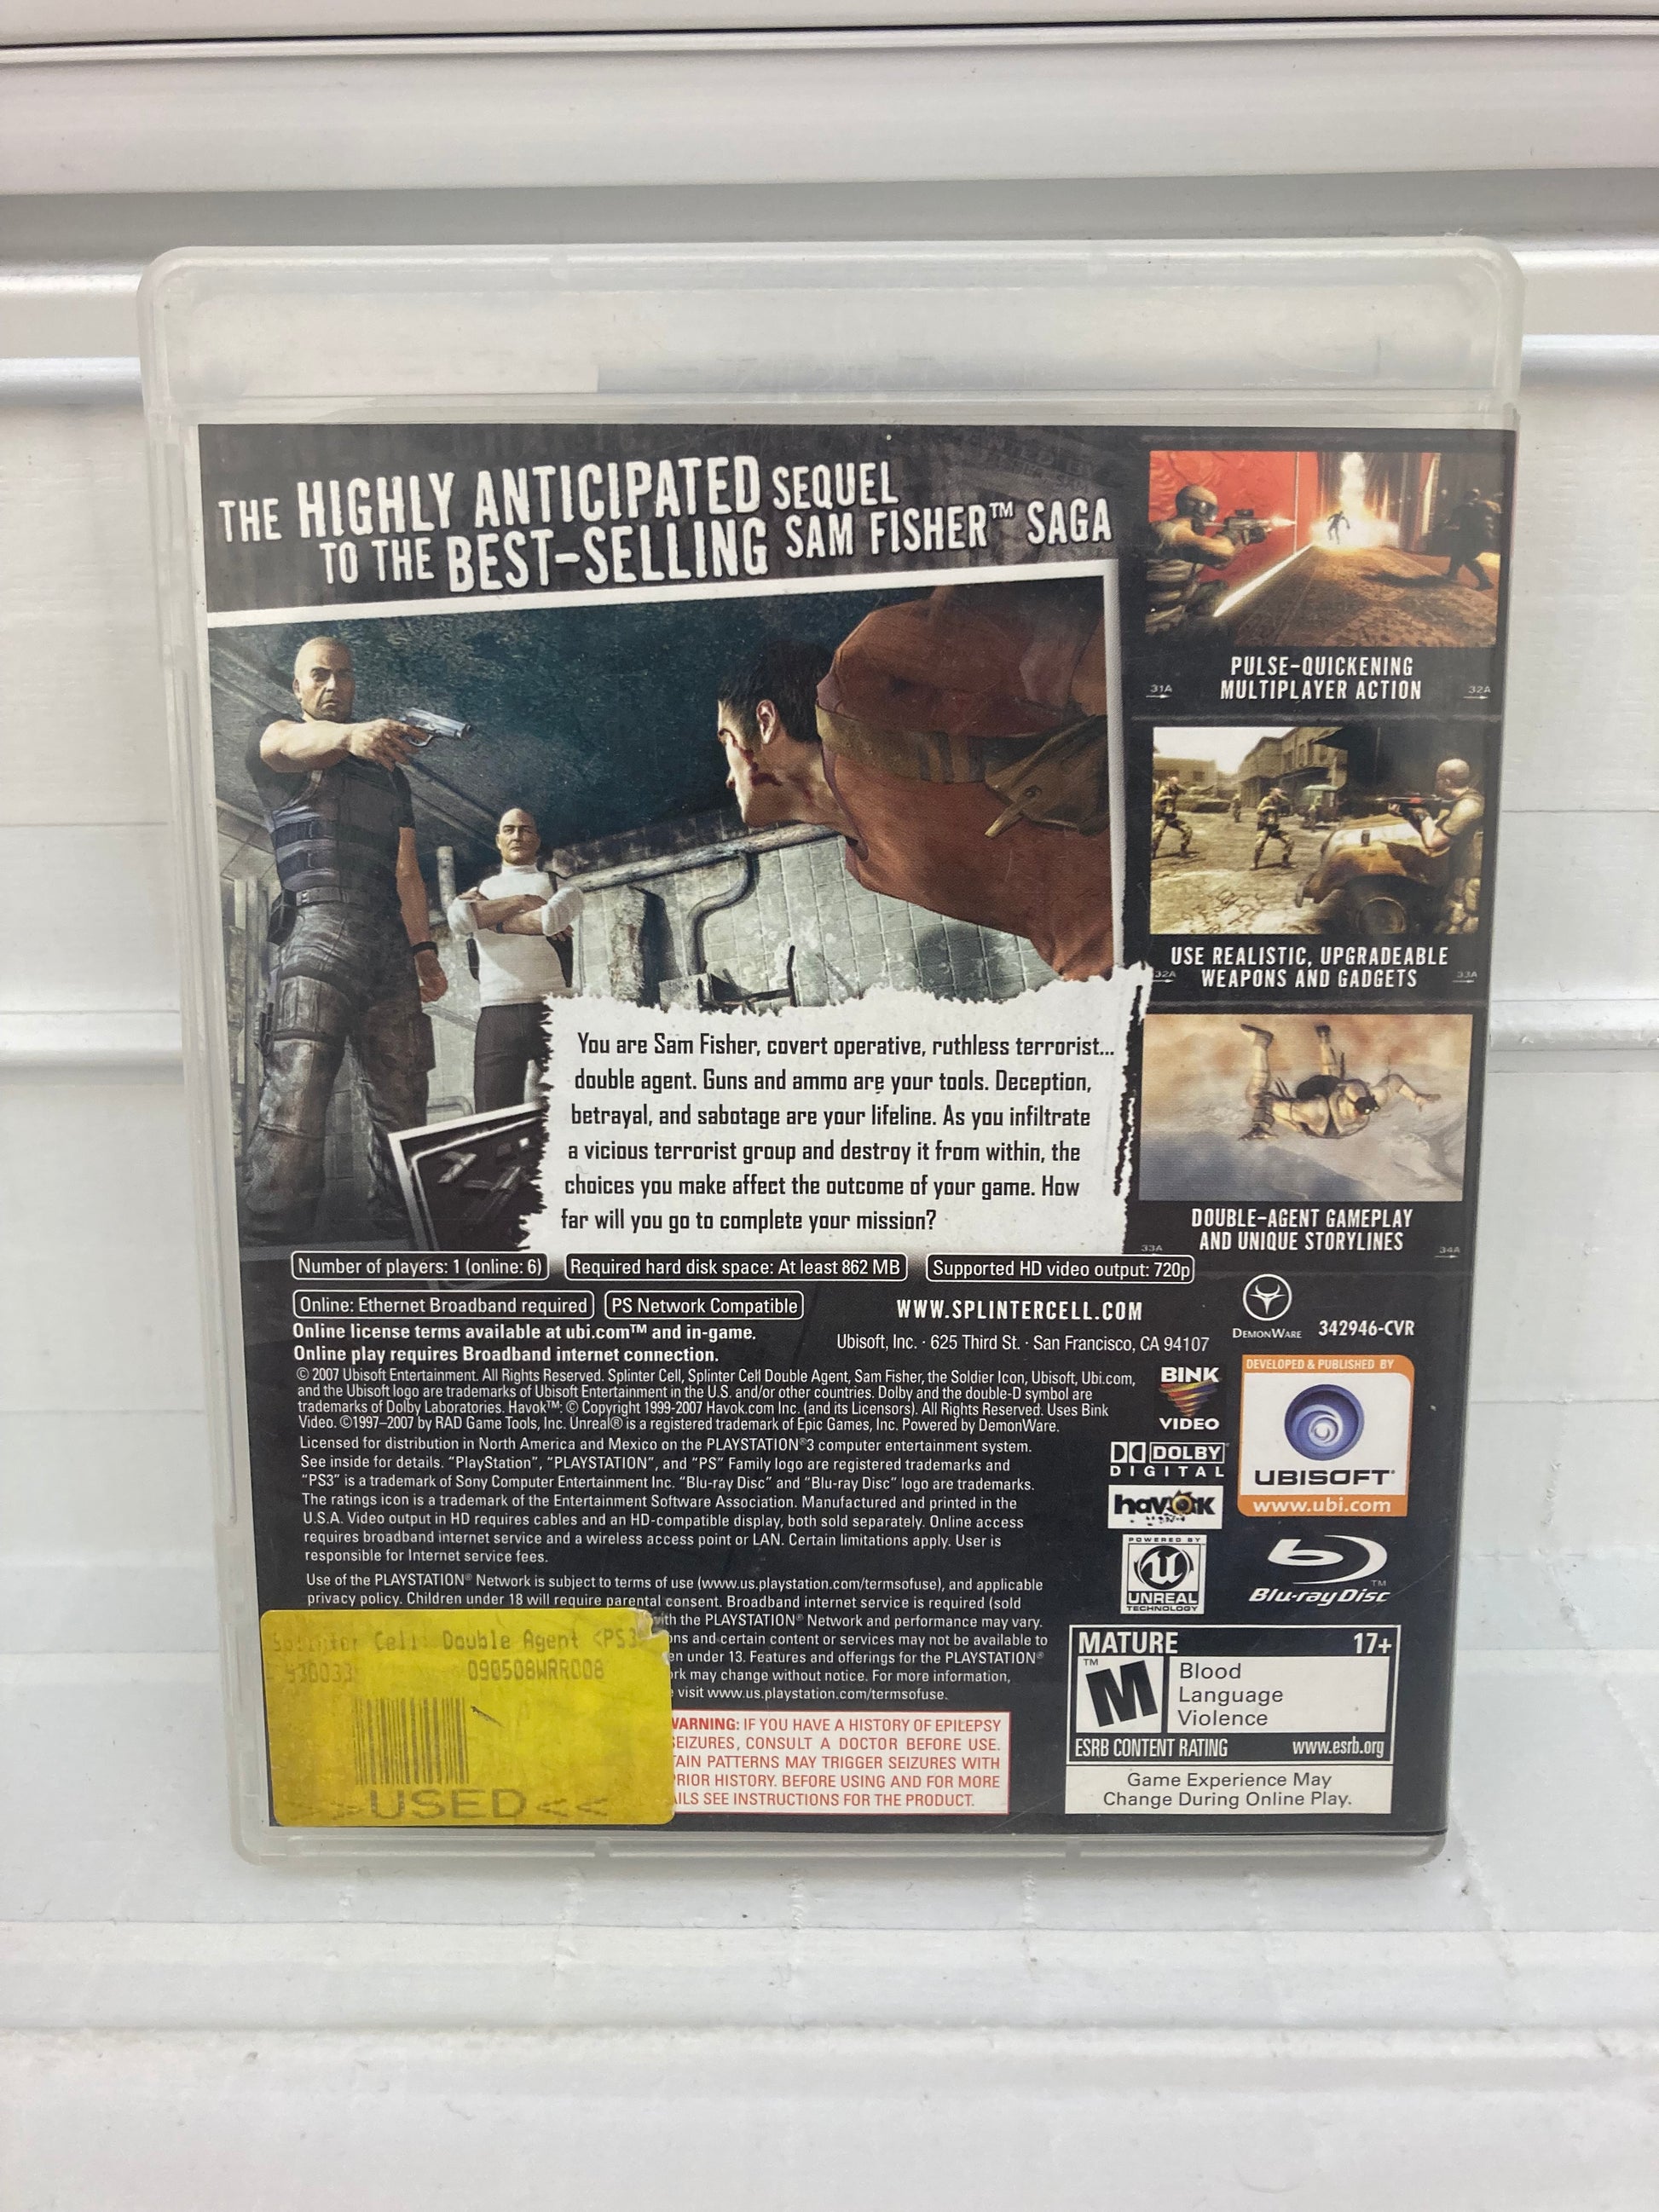 THE HIGHLY ANTICIPATED SEQUEL
TO THE BEST-SELLING SAM FISHER™ SAGA
PULSE-QUICKENING
MULTIPLAYER ACTION
31A
32A
USE REALISTIC, UPGRADEABLE
WEAPONS AND GADGETS
32A
33A
DOUBLE-AGENT GAMEPLAY
AND UNIQUE STORYLINES
33A
34A
You are Sam Fisher, covert operative, ruthless terrorist...
double agent. Guns and ammo are your tools. Deception,
betrayal, and sabotage are your lifeline. As you infiltrate
a vicious terrorist group and destroy it from within, the
choices you make affect the outcome of your game. How
far will you go to complete your mission?
Number of players: 1 (online: 6)
Required hard disk space: At least 862 MB
Supported HD video output: 720p
Online: Ethernet Broadband required
PS Network Compatible
WWW.SPLINTERCELL.COM
DEMONWARE
342946-CVR
Online license terms available at ubi.com™ and in-game.
Online play requires Broadband internet connection.
Ubisoft, Inc. · 625 Third St. · San Francisco, CA 94107
© 2007 Ubisoft Entertainment. All Rights Reserved. Splinter Cell, Splinter Cell Double Agent, Sam Fisher, the Soldier Icon, Ubisoft, Ubi.com,
and the Ubisoft logo are trademarks of Ubisoft Entertainment in the U.S. and/or other countries. Dolby and the double-D symbol are
trademarks of Dolby Laboratories. Havok™: © Copyright 1999-2007 Havok.com Inc. (and its Licensors). All Rights Reserved. Uses Bink
Video. ©1997–2007 by RAD Game Tools, Inc. Unreal® is a registered trademark of Epic Games, Inc. Powered by DemonWare.
Licensed for distribution in North America and Mexico on the PLAYSTATION®3 computer entertainment system.
See inside for details. “PlayStation”, “PLAYSTATION”, and “PS” Family logo are registered trademarks and
“PS3” is a trademark of Sony Computer Entertainment Inc. “Blu-ray Disc” and “Blu-ray Disc” logo are trademarks.
The ratings icon is a trademark of the Entertainment Software Association. Manufactured and printed in the
U.S.A. Video output in HD requires cables and an HD-compatible display, both sold separately. Online access
requires broadband internet service and a wireless access point or LAN. Certain limitations apply. User is
responsible for Internet service fees.
Use of the PLAYSTATION® Network is subject to terms of use (www.us.playstation.com/termsofuse), and applicable
privacy policy. Children under 18 will require parental consent. Broadband internet service is required (sold
the PLAYSTATION® Network and performance may vary.
and certain content or services may not be available to
under 13. Features and offerings for the PLAYSTATION®
may change without notice. For more information,
visit www.us.playstation.com/termsofuse.
BINK
VIDEO
DOLBY
DIGITAL
havok
POWERED BY
UNREAL
TECHNOLOGY
DEVELOPED & PUBLISHED BY
UBISOFT
www.ubi.com
Blu-ray Disc™
Splinter Cell: Double Agent <PS3
930033
090508WRR008
>>USED<<
WARNING: IF YOU HAVE A HISTORY OF EPILEPSY
SEIZURES, CONSULT A DOCTOR BEFORE USE.
PATTERNS MAY TRIGGER SEIZURES WITH
PRIOR HISTORY. BEFORE USING AND FOR MORE
SEE INSTRUCTIONS FOR THE PRODUCT.
MATURE 17+
M™
Blood
Language
Violence
ESRB CONTENT RATING www.esrb.org
Game Experience May
Change During Online Play.